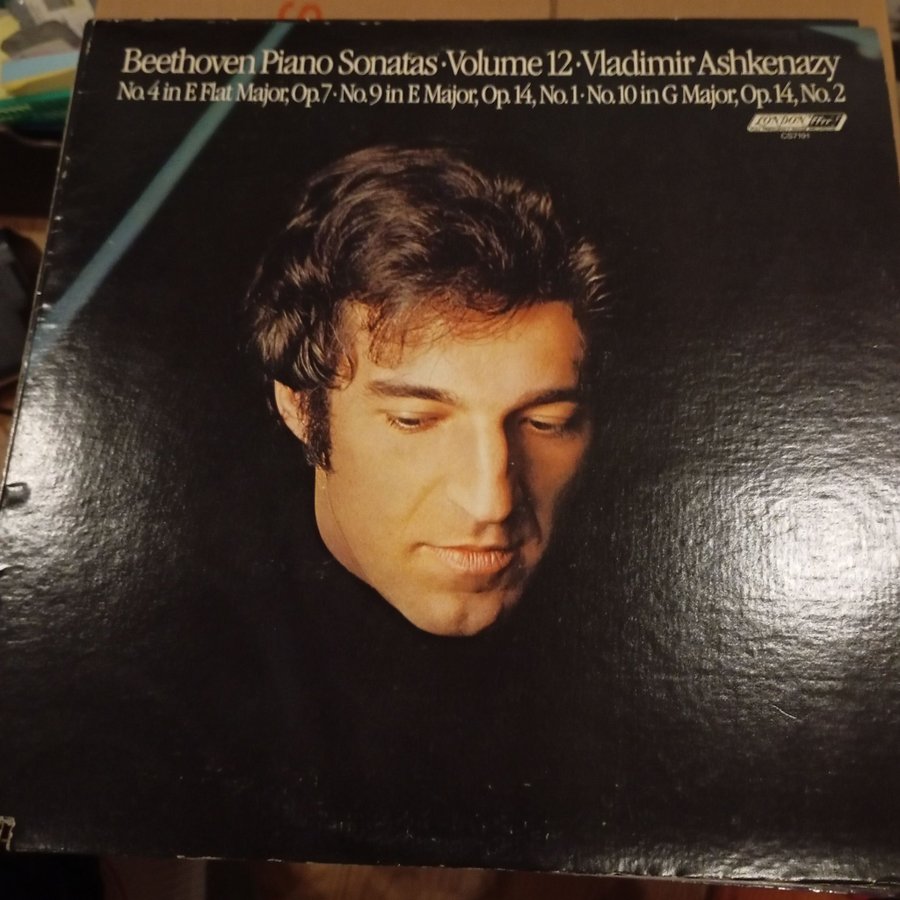 Beethoven Piano Sonatas · Volume 12 · Vladimir Ashkenazy
No. 4 in E Flat Major, Op. 7 · No. 9 in E Major, Op. 14, No. 1 · No. 10 in G Major, Op. 14, No. 2
LONDON ffrr
CS7191